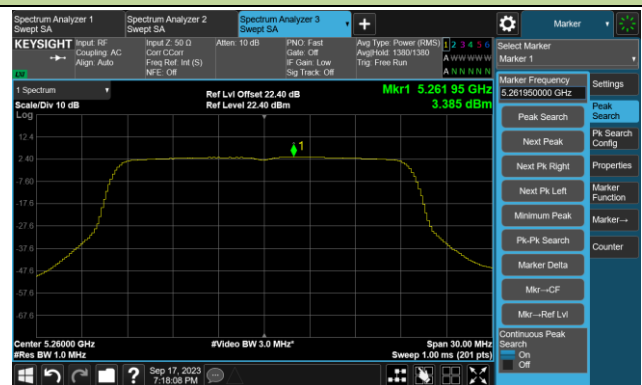 Spectrum Analyzer 1
Swept SA
Spectrum Analyzer 2
Swept SA
Spectrum Analyzer 3
Swept SA
Marker
KEYSIGHT
Input: RF
Coupling: AC
Align: Auto
Input Z: 50 Ω
Corr CCorr
Freq Ref: Int (S)
NFE: Off
Atten: 10 dB
PNO: Fast
Gate: Off
IF Gain: Low
Sig Track: Off
Avg Type: Power (RMS)
Avg|Hold: 1380/1380
Trig: Free Run
1 2 3 4 5 6
A W W W W W
A N N N N N
LW
Select Marker
Marker 1
1 Spectrum
Scale/Div 10 dB
Log
Ref Lvl Offset 22.40 dB
Ref Level 22.40 dBm
Mkr1 5.261 95 GHz
3.385 dBm
12.4
2.40
-7.60
-17.6
-27.6
-37.6
-47.6
-57.6
-67.6
1
Center 5.26000 GHz
#Res BW 1.0 MHz
#Video BW 3.0 MHz*
Span 30.00 MHz
Sweep 1.00 ms (201 pts)
Marker Frequency
5.261950000 GHz
Peak Search
Next Peak
Next Pk Right
Next Pk Left
Minimum Peak
Pk-Pk Search
Marker Delta
Mkr→CF
Mkr→Ref Lvl
Continuous Peak
Search
On
Off
Settings
Peak
Search
Pk Search
Config
Properties
Marker
Function
Marker→
Counter
Sep 17, 2023
7:18:08 PM